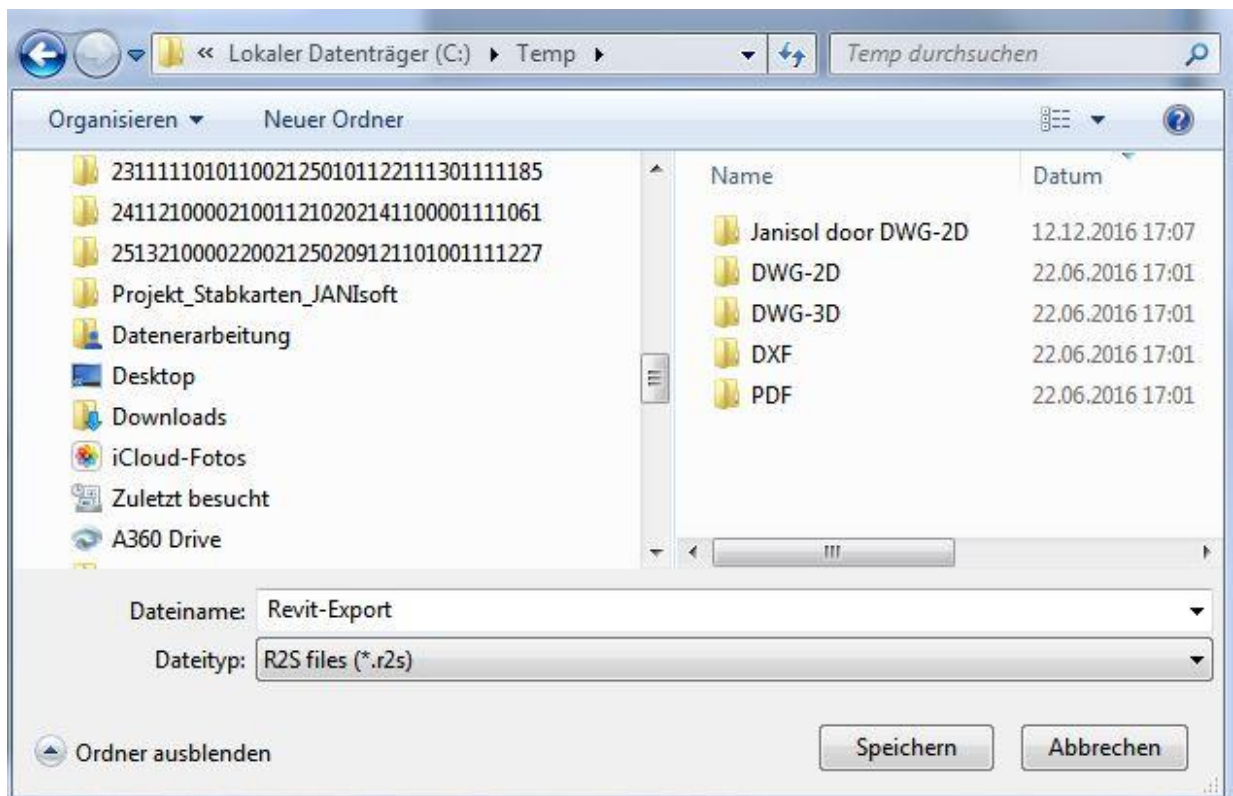 « Lokaler Datenträger (C:) Temp
Temp durchsuchen
Organisieren Neuer Ordner
2311111010110021250101122111301111185
24112100002100112102021411000011111061
25132100002200212502091211010011111227
Projekt_Stabkarten_JANIsoft
Datenerarbeitung
Desktop
Downloads
iCloud-Fotos
Zuletzt besucht
A360 Drive
Name Datum
Janisol door DWG-2D 12.12.2016 17:07
DWG-2D 22.06.2016 17:01
DWG-3D 22.06.2016 17:01
DXF 22.06.2016 17:01
PDF 22.06.2016 17:01
Dateiname: Revit-Export
Dateityp: R2S files (*.r2s)
Ordner ausblenden
Speichern Abbrechen